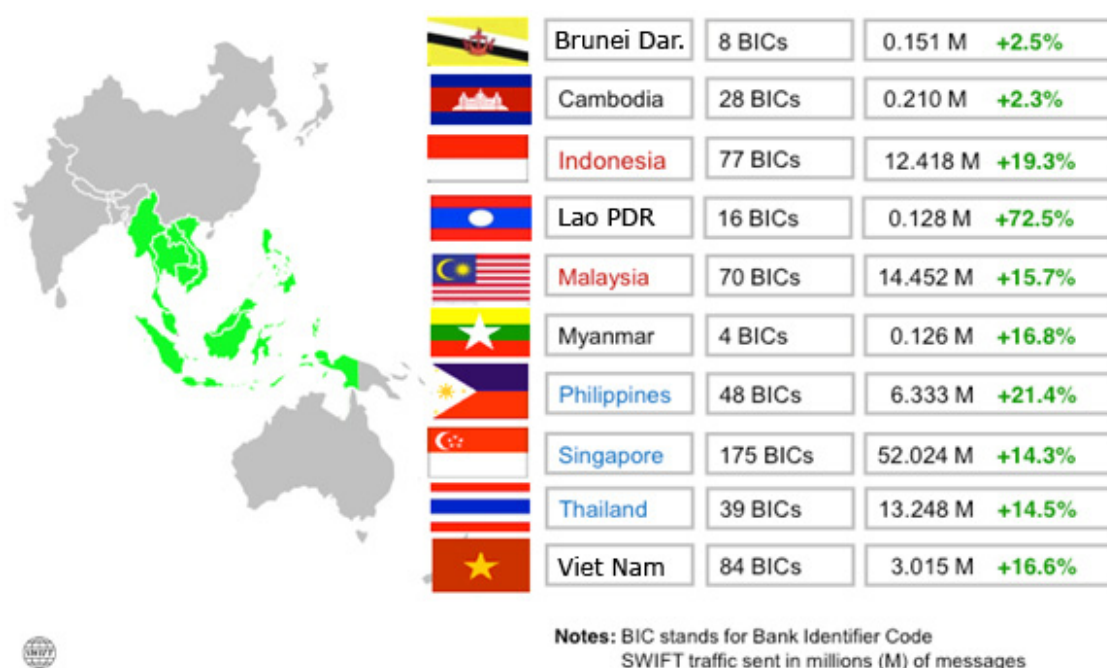 Brunei Dar. 8 BICs 0.151 M +2.5%
Cambodia 28 BICs 0.210 M +2.3%
Indonesia 77 BICs 12.418 M +19.3%
Lao PDR 16 BICs 0.128 M +72.5%
Malaysia 70 BICs 14.452 M +15.7%
Myanmar 4 BICs 0.126 M +16.8%
Philippines 48 BICs 6.333 M +21.4%
Singapore 175 BICs 52.024 M +14.3%
Thailand 39 BICs 13.248 M +14.5%
Viet Nam 84 BICs 3.015 M +16.6%
Notes: BIC stands for Bank Identifier Code
SWIFT traffic sent in millions (M) of messages
SWIFT